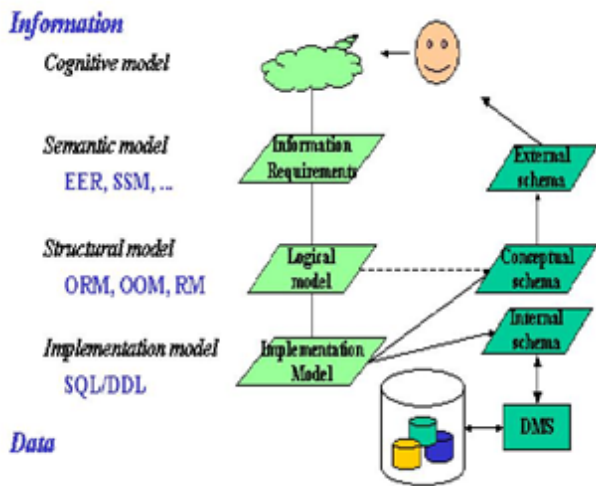 Information
Cognitive model
Semantic model
EER, SSM, ...
Information
Requirements
External
schema
Structural model
ORM, OOM, RM
Logical
model
Conceptual
schema
Internal
schema
Implementation model
SQL/DDL
Implementation
Model
DMS
Data